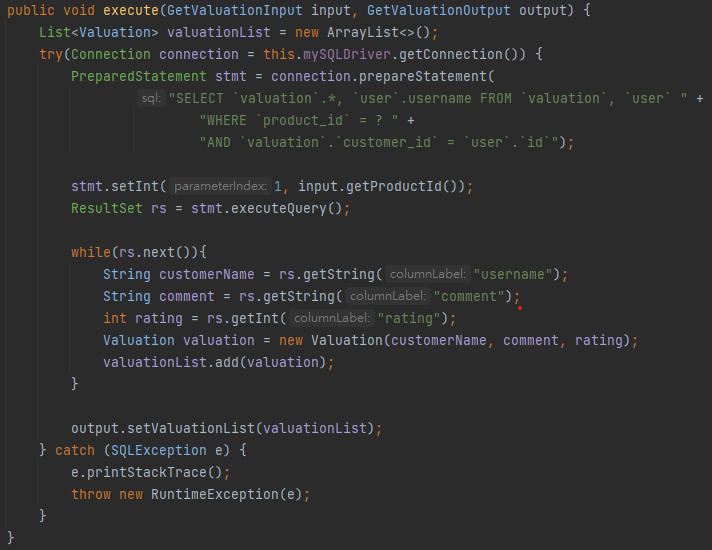 public void execute(GetValuationInput input, GetValuationOutput output) {
List<Valuation> valuationList = new ArrayList<>();
try(Connection connection = this.mySQLDriver.getConnection()) {
PreparedStatement stmt = connection.prepareStatement(
sql: "SELECT `valuation`.*, `user`.username FROM `valuation`, `user` " +
"WHERE `product_id` = ? " +
"AND `valuation`.`customer_id` = `user`.`id`");
stmt.setInt( parameterIndex: 1, input.getProductId());
ResultSet rs = stmt.executeQuery();
while(rs.next()){
String customerName = rs.getString( columnLabel: "username");
String comment = rs.getString( columnLabel: "comment");
int rating = rs.getInt( columnLabel: "rating");
Valuation valuation = new Valuation(customerName, comment, rating);
valuationList.add(valuation);
}
output.setValuationList(valuationList);
} catch (SQLException e) {
e.printStackTrace();
throw new RuntimeException(e);
}
}